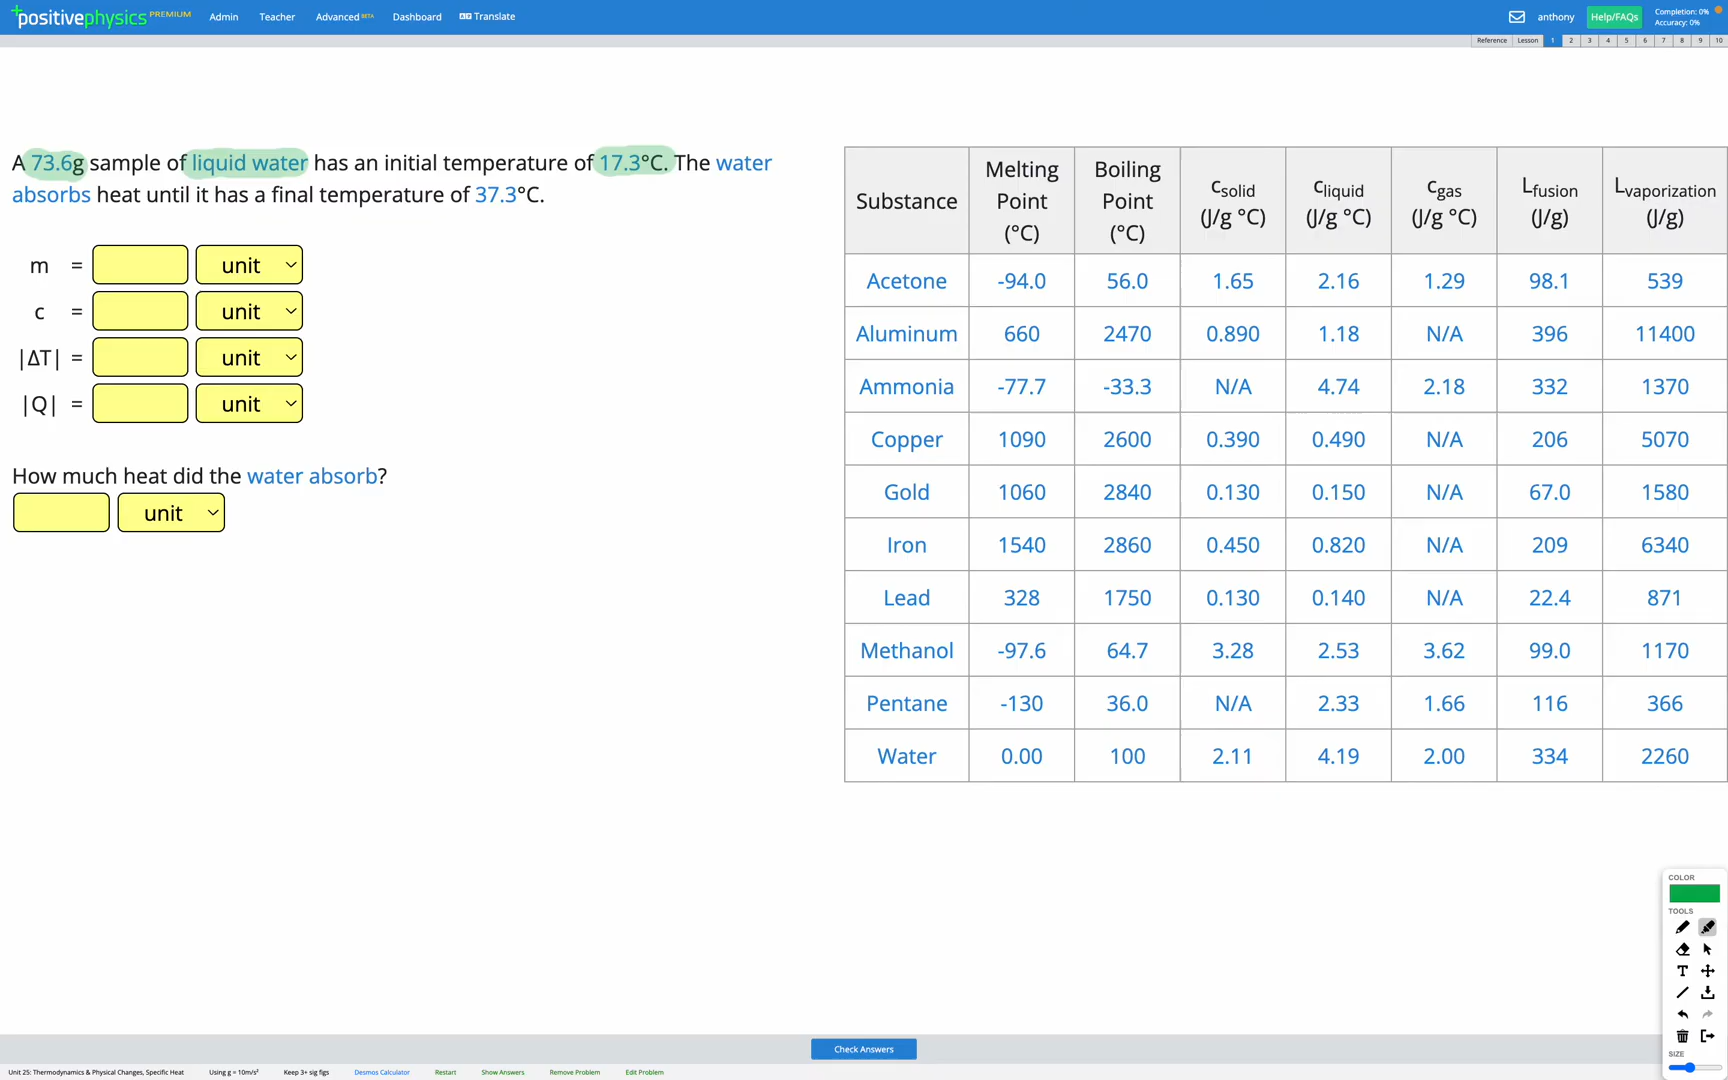 +positivephysics PREMIUM Admin Teacher Advanced BETA Dashboard Translate anthony Help/FAQs Completion: 0%
Accuracy: 0%
Reference Lesson 1 2 3 4 5 6 7 8 9 10
A 73.6g sample of liquid water has an initial temperature of 17.3°C. The water
absorbs heat until it has a final temperature of 37.3°C.
m = unit
c = unit
|ΔT| = unit
|Q| = unit
How much heat did the water absorb?
unit
Substance Melting Point (°C) Boiling Point (°C) c solid (J/g °C) c liquid (J/g °C) c gas (J/g °C) L fusion (J/g) L vaporization (J/g)
Acetone -94.0 56.0 1.65 2.16 1.29 98.1 539
Aluminum 660 2470 0.890 1.18 N/A 396 11400
Ammonia -77.7 -33.3 N/A 4.74 2.18 332 1370
Copper 1090 2600 0.390 0.490 N/A 206 5070
Gold 1060 2840 0.130 0.150 N/A 67.0 1580
Iron 1540 2860 0.450 0.820 N/A 209 6340
Lead 328 1750 0.130 0.140 N/A 22.4 871
Methanol -97.6 64.7 3.28 2.53 3.62 99.0 1170
Pentane -130 36.0 N/A 2.33 1.66 116 366
Water 0.00 100 2.11 4.19 2.00 334 2260
COLOR
TOOLS
T
SIZE
Check Answers
Unit 25: Thermodynamics & Physical Changes, Specific Heat Using g = 10m/s² Keep 3+ sig figs Desmos Calculator Restart Show Answers Remove Problem Edit Problem